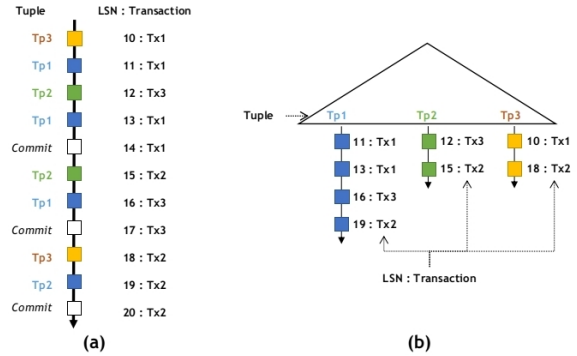 Tuple LSN : Transaction
Tp3 10 : Tx1
Tp1 11 : Tx1
Tp2 12 : Tx3
Tp1 13 : Tx1
Commit 14 : Tx1
Tp2 15 : Tx2
Tp1 16 : Tx3
Commit 17 : Tx3
Tp3 18 : Tx2
Tp2 19 : Tx2
Commit 20 : Tx2
(a)
Tuple Tp1 Tp2 Tp3
11 : Tx1 12 : Tx3 10 : Tx1
13 : Tx1 15 : Tx2 18 : Tx2
16 : Tx3
19 : Tx2
LSN : Transaction
(b)